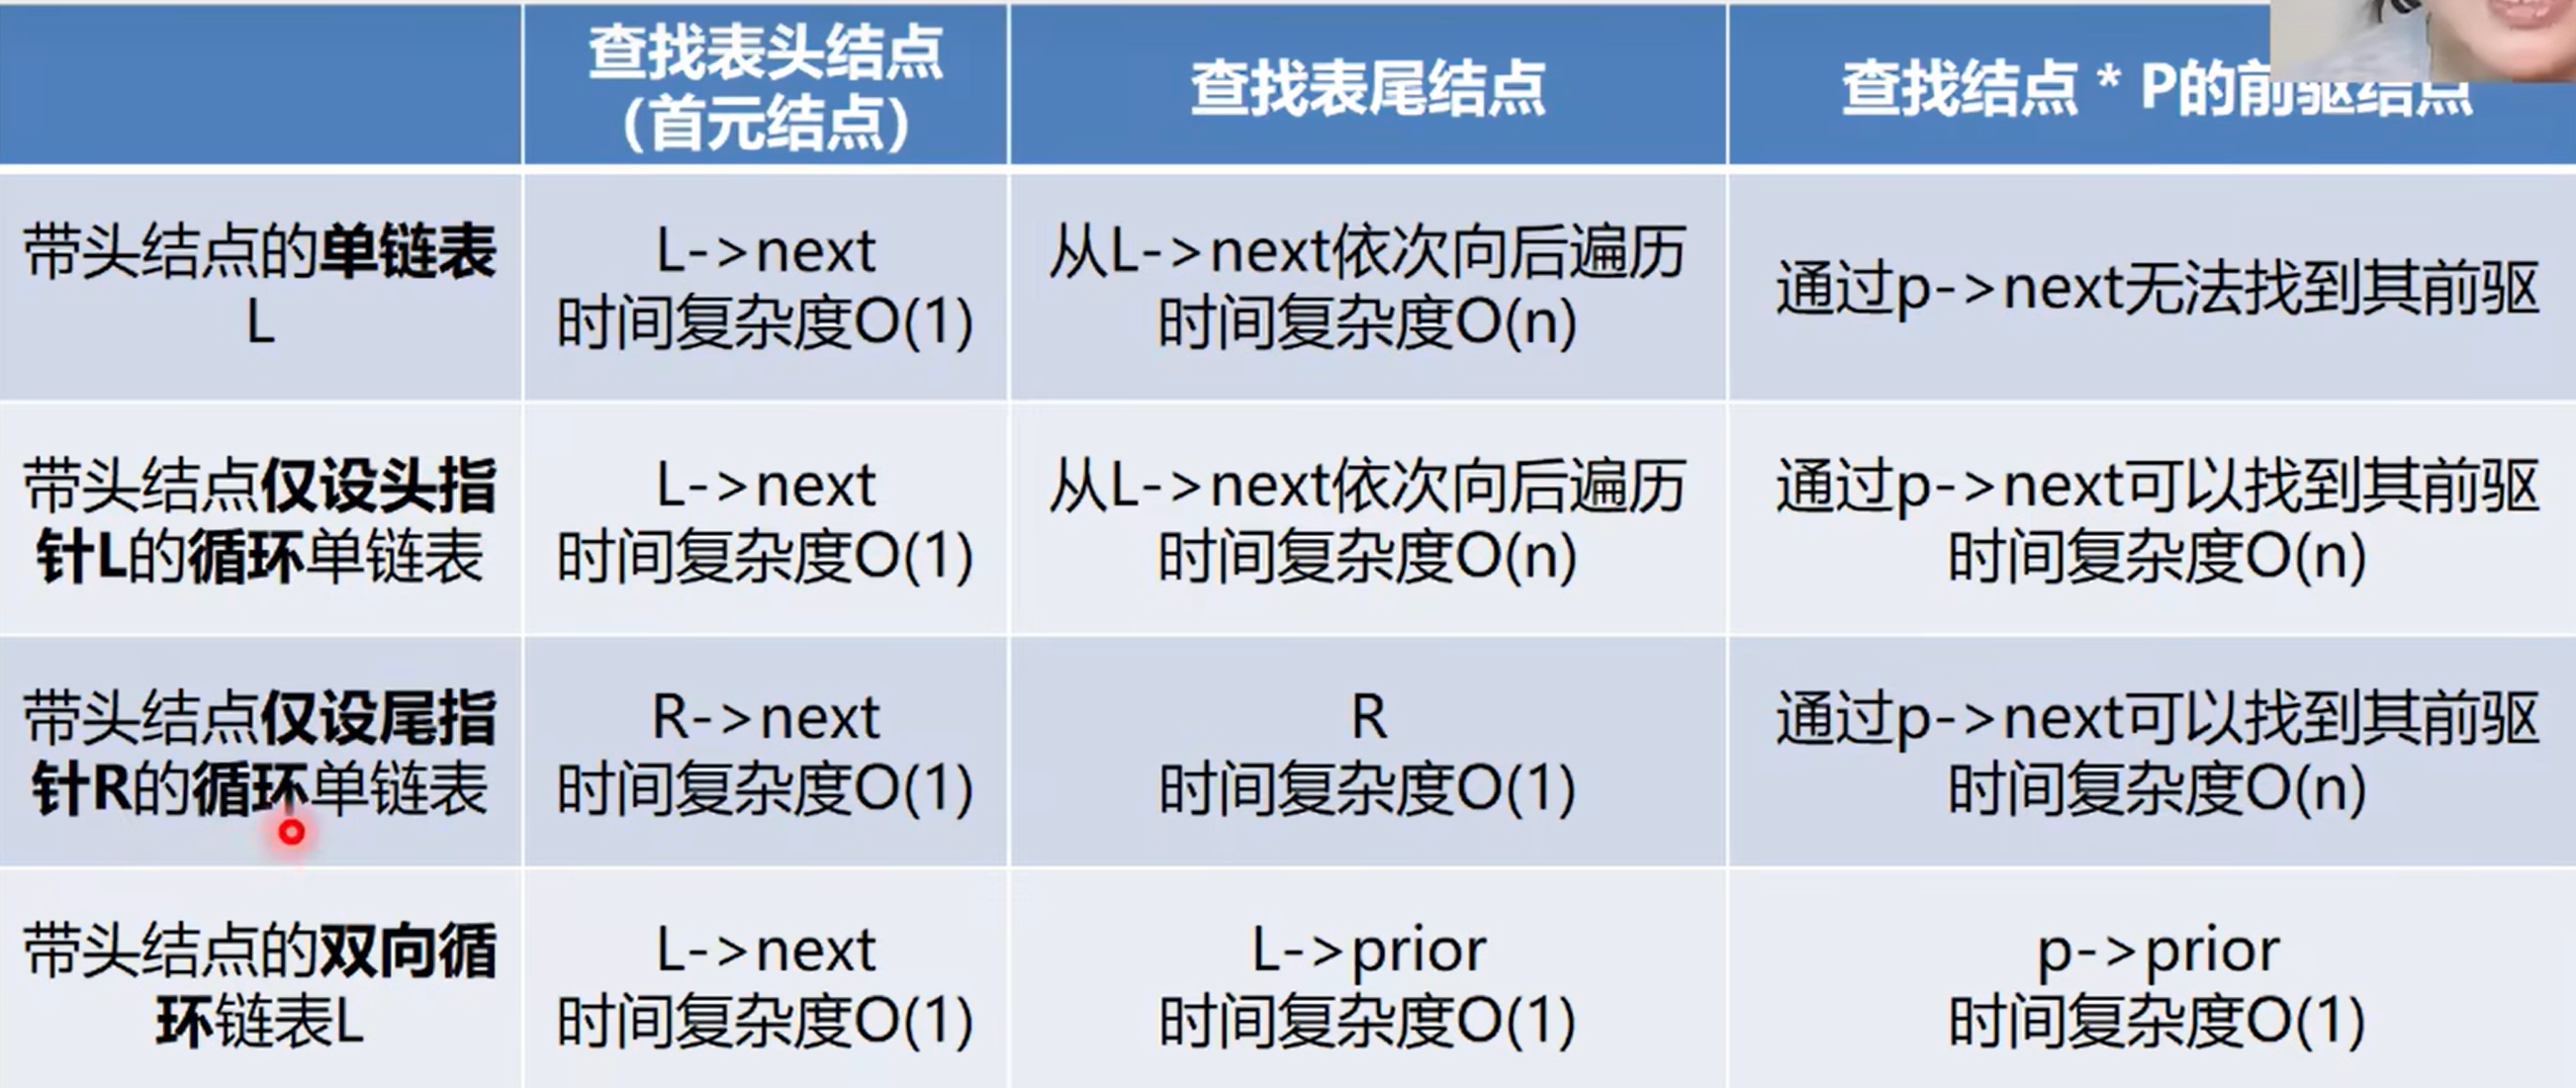 查找表头结点
（首元结点）
查找表尾结点
查找结点 * P的前驱结点
带头结点的单链表
L
L->next
时间复杂度O(1)
从L->next依次向后遍历
时间复杂度O(n)
通过p->next无法找到其前驱
带头结点仅设头指
针L的循环单链表
L->next
时间复杂度O(1)
从L->next依次向后遍历
时间复杂度O(n)
通过p->next可以找到其前驱
时间复杂度O(n)
带头结点仅设尾指
针R的循环单链表
R->next
时间复杂度O(1)
R
时间复杂度O(1)
通过p->next可以找到其前驱
时间复杂度O(n)
带头结点的双向循
环链表L
L->next
时间复杂度O(1)
L->prior
时间复杂度O(1)
p->prior
时间复杂度O(1)